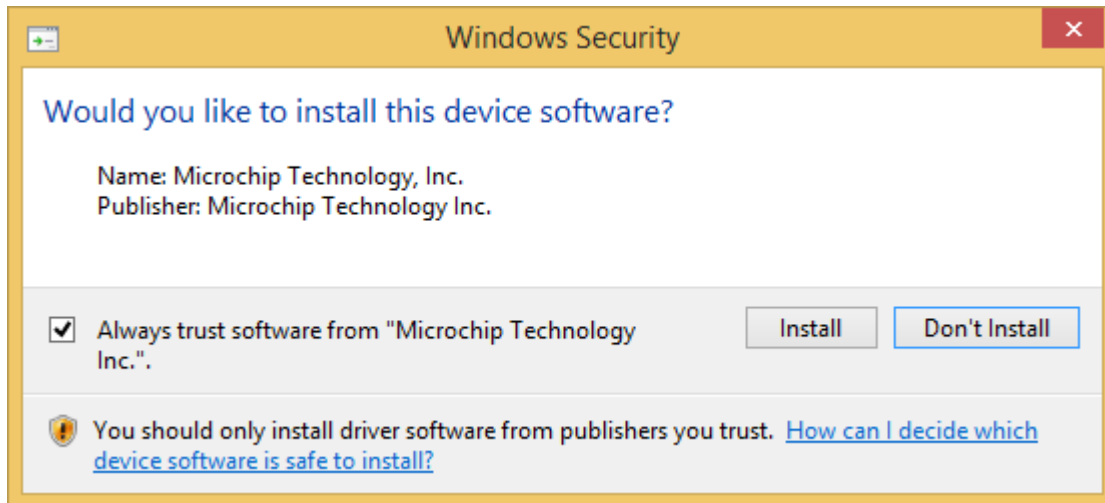 Windows Security
Would you like to install this device software?
Name: Microchip Technology, Inc.
Publisher: Microchip Technology Inc.
Always trust software from "Microchip Technology
Inc.".
Install
Don't Install
You should only install driver software from publishers you trust. How can I decide which
device software is safe to install?